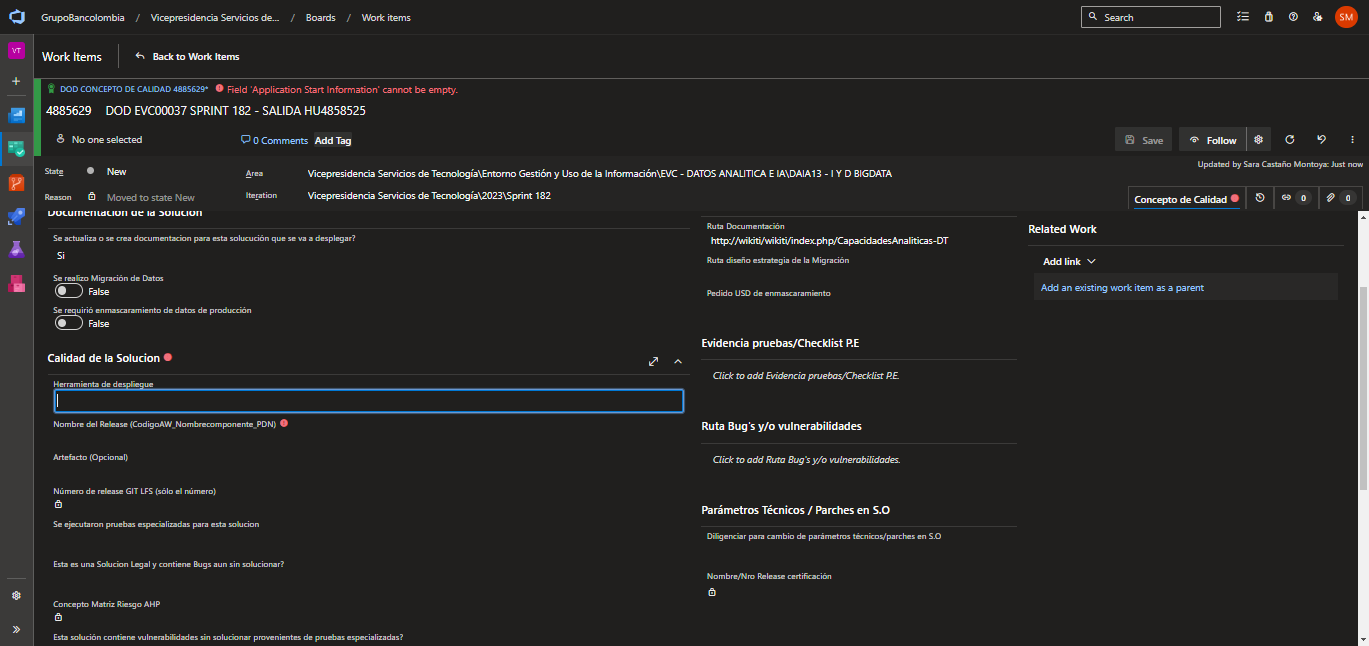 GrupoBancolombia / Vicepresidencia Servicios de... / Boards / Work items
Search
SM
VT
Work Items
Back to Work Items
DOD CONCEPTO DE CALIDAD 4885629* Field 'Application Start Information' cannot be empty.
4885629 DOD EVC00037 SPRINT 182 - SALIDA HU4858525
No one selected
0 Comments
Add Tag
Save
Follow
State
New
Area
Vicepresidencia Servicios de Tecnología\Entorno Gestión y Uso de la Información\EVC - DATOS ANALITICA E IA\DAIA13 - I Y D BIGDATA
Updated by Sara Castaño Montoya: Just now
Reason
Moved to state New
Iteration
Vicepresidencia Servicios de Tecnología\2023\Sprint 182
Concepto de Calidad
0
0
Documentacion de la Solucion
Se actualiza o se crea documentacion para esta solucución que se va a desplegar?
Si
Se realizo Migración de Datos
False
Se requirió enmascaramiento de datos de producción
False
Calidad de la Solucion
Herramienta de despliegue
Nombre del Release (CodigoAW_Nombrecomponente_PDN)
Artefacto (Opcional)
Número de release GIT LFS (sólo el número)
Se ejecutaron pruebas especializadas para esta solucion
Esta es una Solucion Legal y contiene Bugs aun sin solucionar?
Concepto Matriz Riesgo AHP
Esta solución contiene vulnerabilidades sin solucionar provenientes de pruebas especializadas?
Ruta Documentación
http://wikiti/wikiti/index.php/CapacidadesAnaliticas-DT
Ruta diseño estrategia de la Migración
Pedido USD de enmascaramiento
Evidencia pruebas/Checklist P.E
Click to add Evidencia pruebas/Checklist P.E.
Ruta Bug's y/o vulnerabilidades
Click to add Ruta Bug's y/o vulnerabilidades.
Parámetros Técnicos / Parches en S.O
Diligenciar para cambio de parámetros técnicos/parches en S.O
Nombre/Nro Release certificación
Related Work
Add link
Add an existing work item as a parent